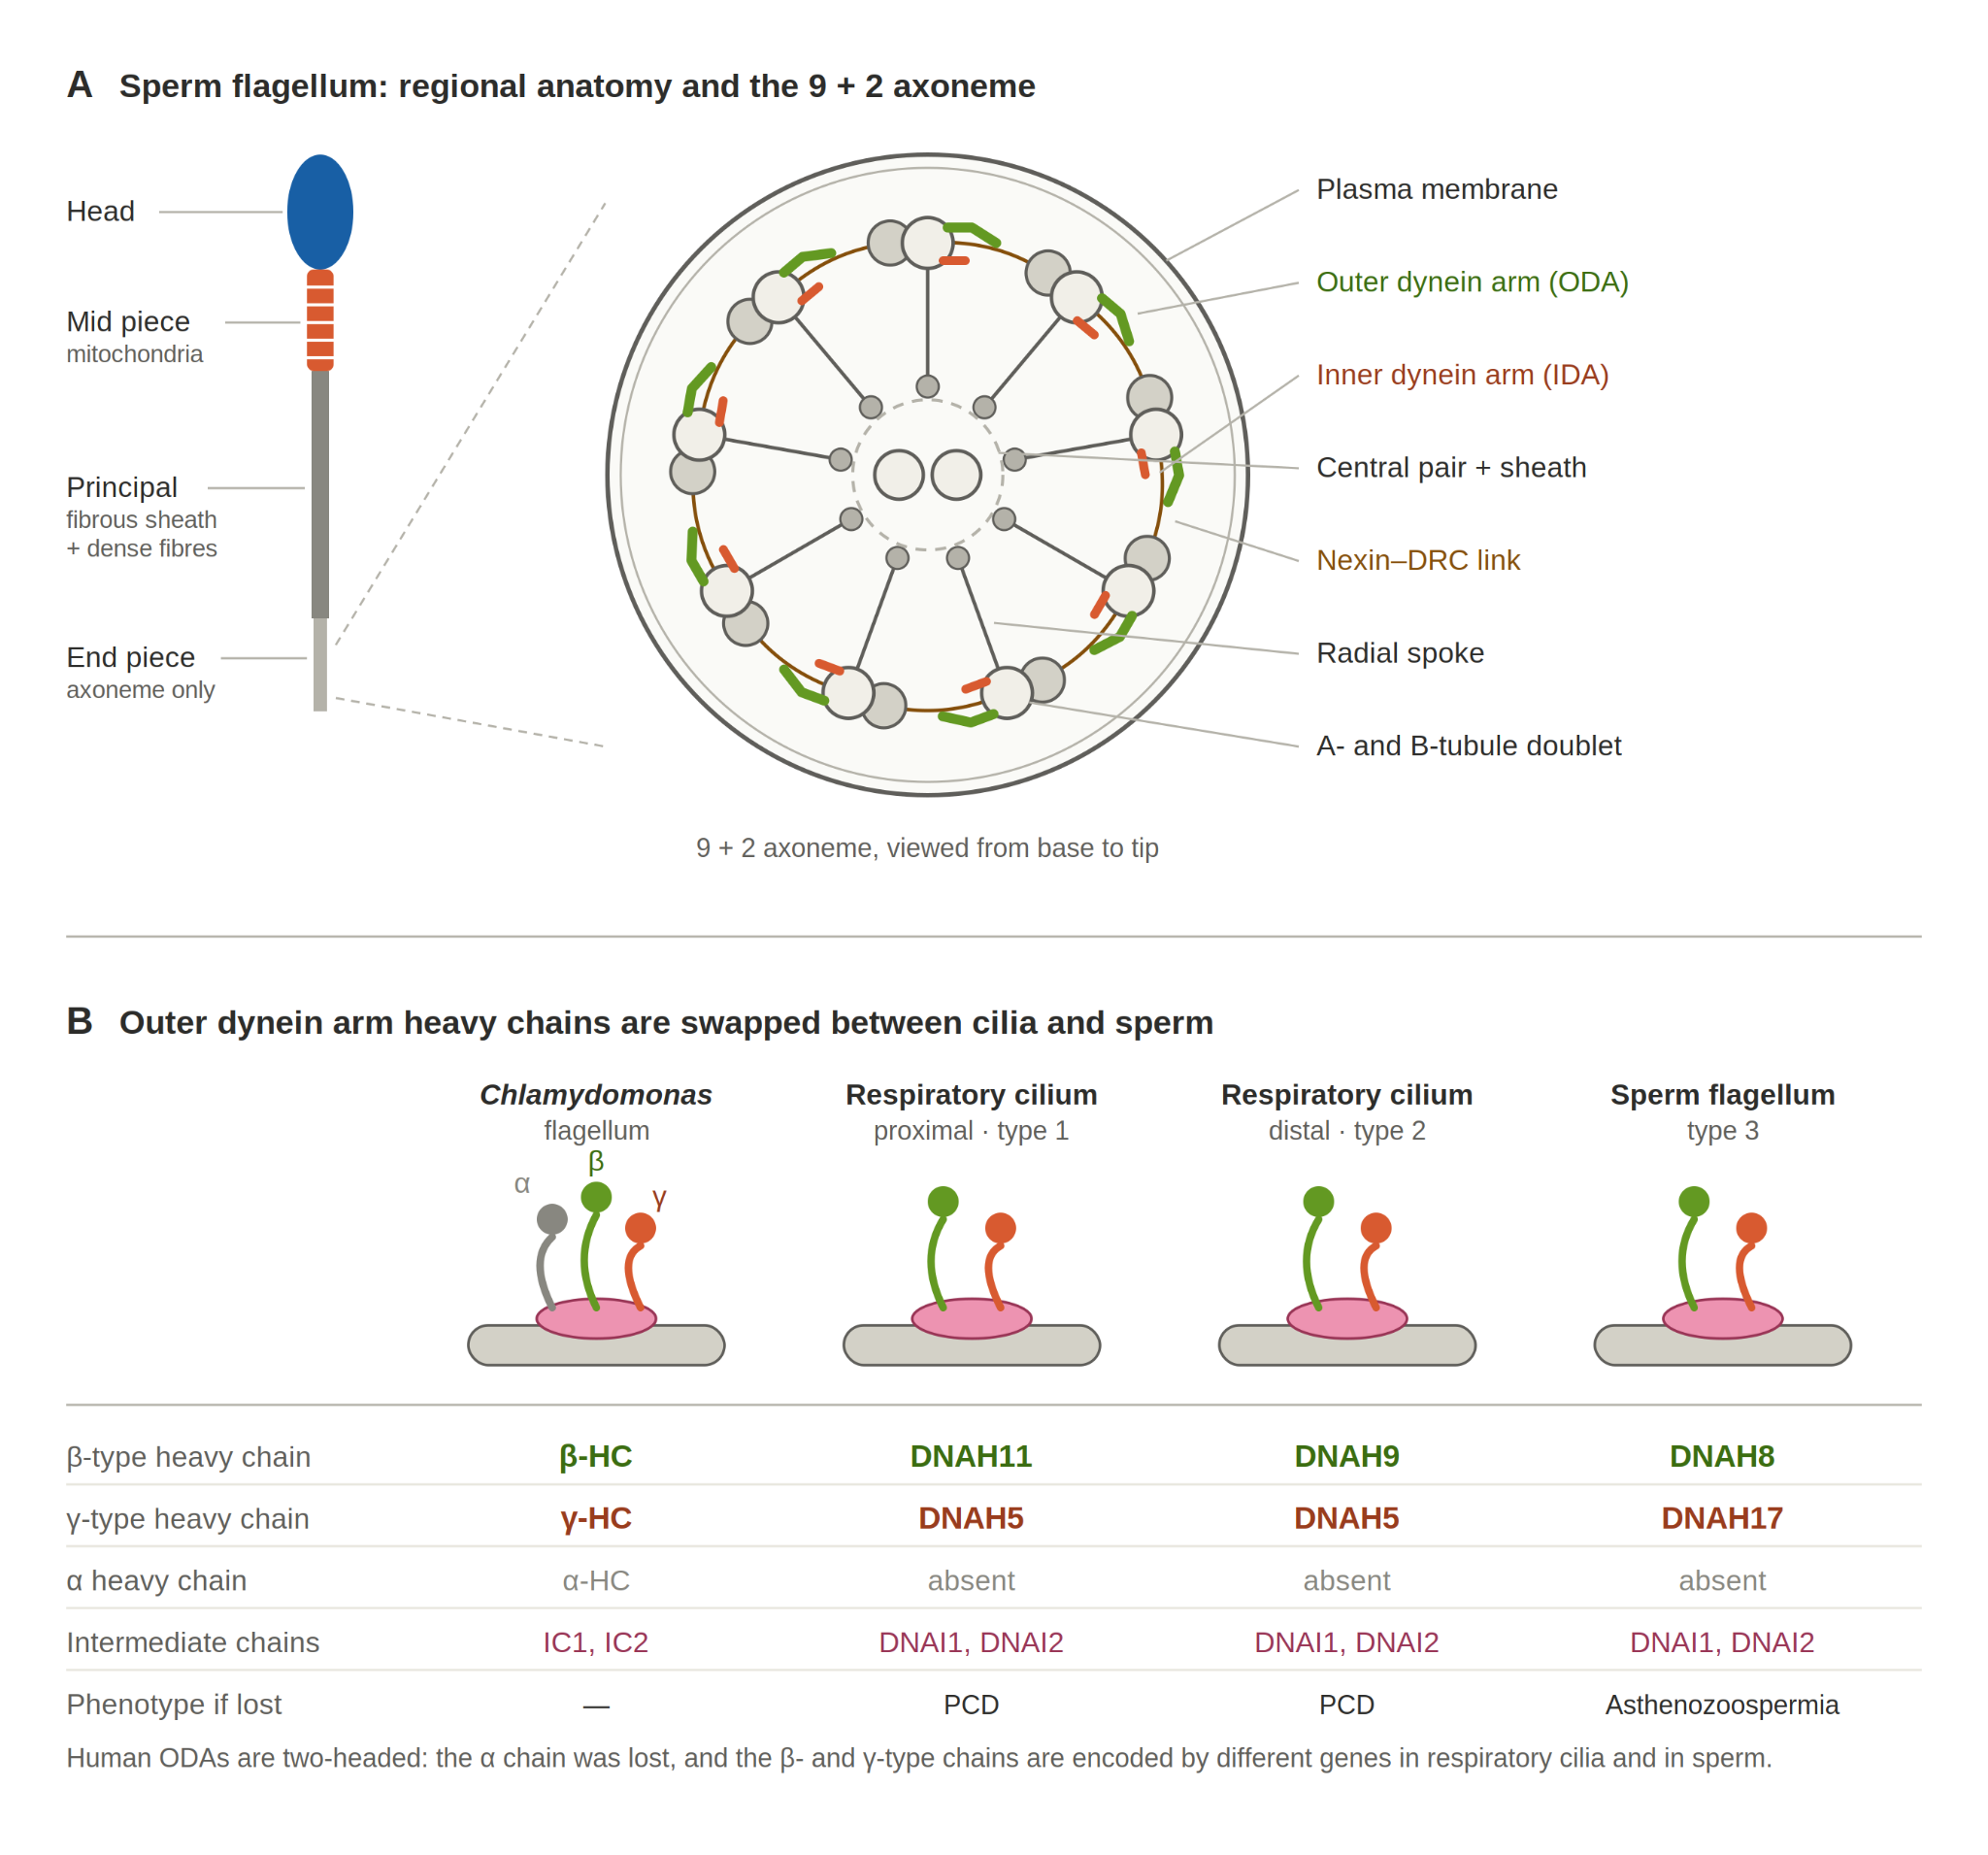 A Sperm flagellum: regional anatomy and the 9 + 2 axoneme
Head
Mid piece
mitochondria
Principal
fibrous sheath
+ dense fibres
End piece
axoneme only
Plasma membrane
Outer dynein arm (ODA)
Inner dynein arm (IDA)
Central pair + sheath
Nexin–DRC link
Radial spoke
A- and B-tubule doublet
9 + 2 axoneme, viewed from base to tip
B Outer dynein arm heavy chains are swapped between cilia and sperm
Chlamydomonas Respiratory cilium Respiratory cilium Sperm flagellum
flagellum proximal · type 1 distal · type 2 type 3
α β γ
β-type heavy chain β-HC DNAH11 DNAH9 DNAH8
γ-type heavy chain γ-HC DNAH5 DNAH5 DNAH17
α heavy chain α-HC absent absent absent
Intermediate chains IC1, IC2 DNAI1, DNAI2 DNAI1, DNAI2 DNAI1, DNAI2
Phenotype if lost — PCD PCD Asthenozoospermia
Human ODAs are two-headed: the α chain was lost, and the β- and γ-type chains are encoded by different genes in respiratory cilia and in sperm.